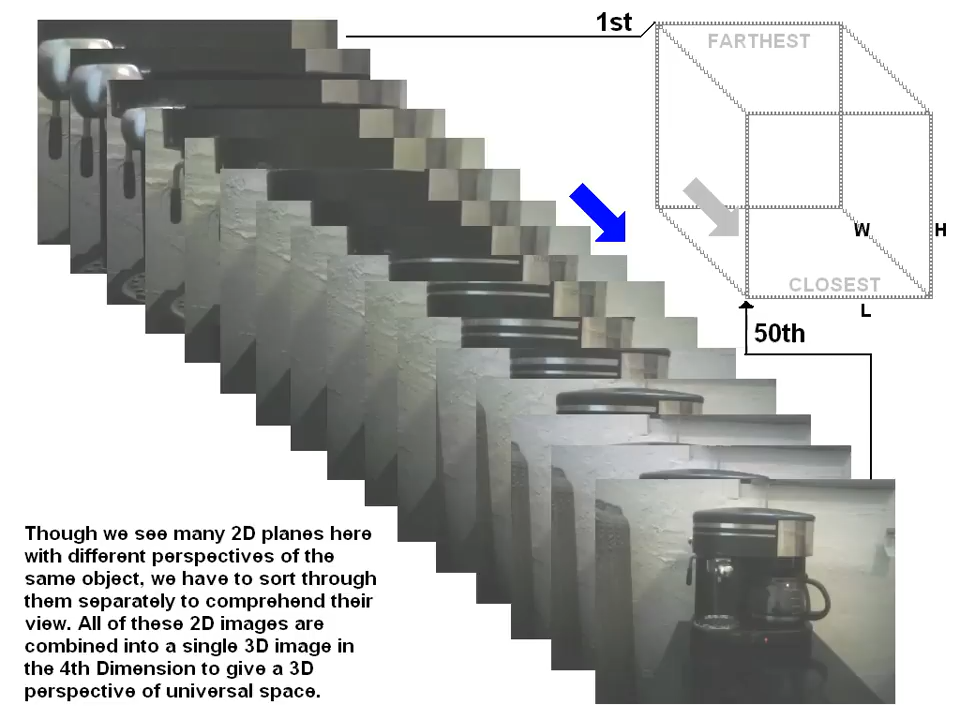 1st
FARTHEST
W
H
CLOSEST
L
50th
Though we see many 2D planes here
with different perspectives of the
same object, we have to sort through
them separately to comprehend their
view. All of these 2D images are
combined into a single 3D image in
the 4th Dimension to give a 3D
perspective of universal space.